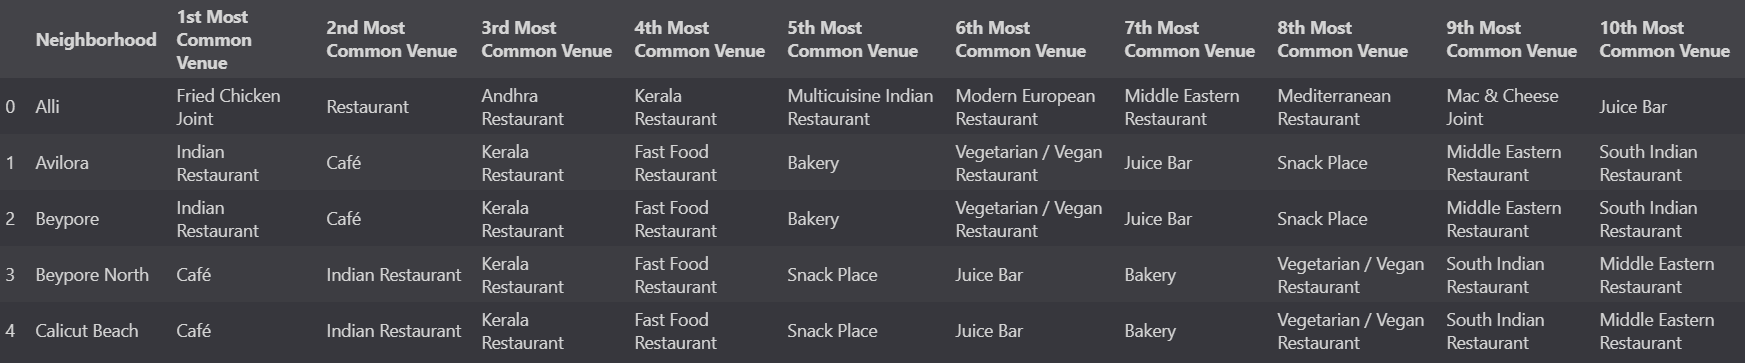 Neighborhood 1st Most Common Venue 2nd Most Common Venue 3rd Most Common Venue 4th Most Common Venue 5th Most Common Venue 6th Most Common Venue 7th Most Common Venue 8th Most Common Venue 9th Most Common Venue 10th Most Common Venue
0 Alli Fried Chicken Joint Restaurant Andhra Restaurant Kerala Restaurant Multicuisine Indian Restaurant Modern European Restaurant Middle Eastern Restaurant Mediterranean Restaurant Mac & Cheese Joint Juice Bar
1 Avilora Indian Restaurant Café Kerala Restaurant Fast Food Restaurant Bakery Vegetarian / Vegan Restaurant Juice Bar Snack Place Middle Eastern Restaurant South Indian Restaurant
2 Beypore Indian Restaurant Café Kerala Restaurant Fast Food Restaurant Bakery Vegetarian / Vegan Restaurant Juice Bar Snack Place Middle Eastern Restaurant South Indian Restaurant
3 Beypore North Café Indian Restaurant Kerala Restaurant Fast Food Restaurant Snack Place Juice Bar Bakery Vegetarian / Vegan Restaurant South Indian Restaurant Middle Eastern Restaurant
4 Calicut Beach Café Indian Restaurant Kerala Restaurant Fast Food Restaurant Snack Place Juice Bar Bakery Vegetarian / Vegan Restaurant South Indian Restaurant Middle Eastern Restaurant